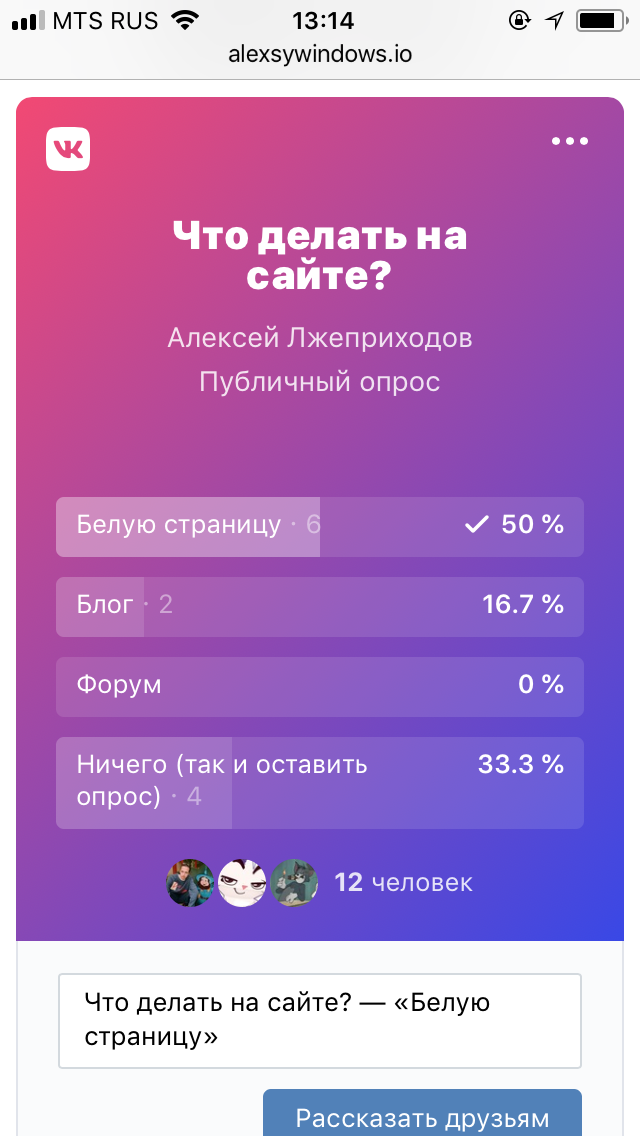 MTS RUS 13:14
alexsywindows.io
Что делать на
сайте?
Алексей Лжеприходов
Публичный опрос
Белую страницу · 6 50 %
Блог · 2 16.7 %
Форум 0 %
Ничего (так и оставить 33.3 %
опрос) · 4
12 человек
Что делать на сайте? — «Белую
страницу»
Рассказать друзьям